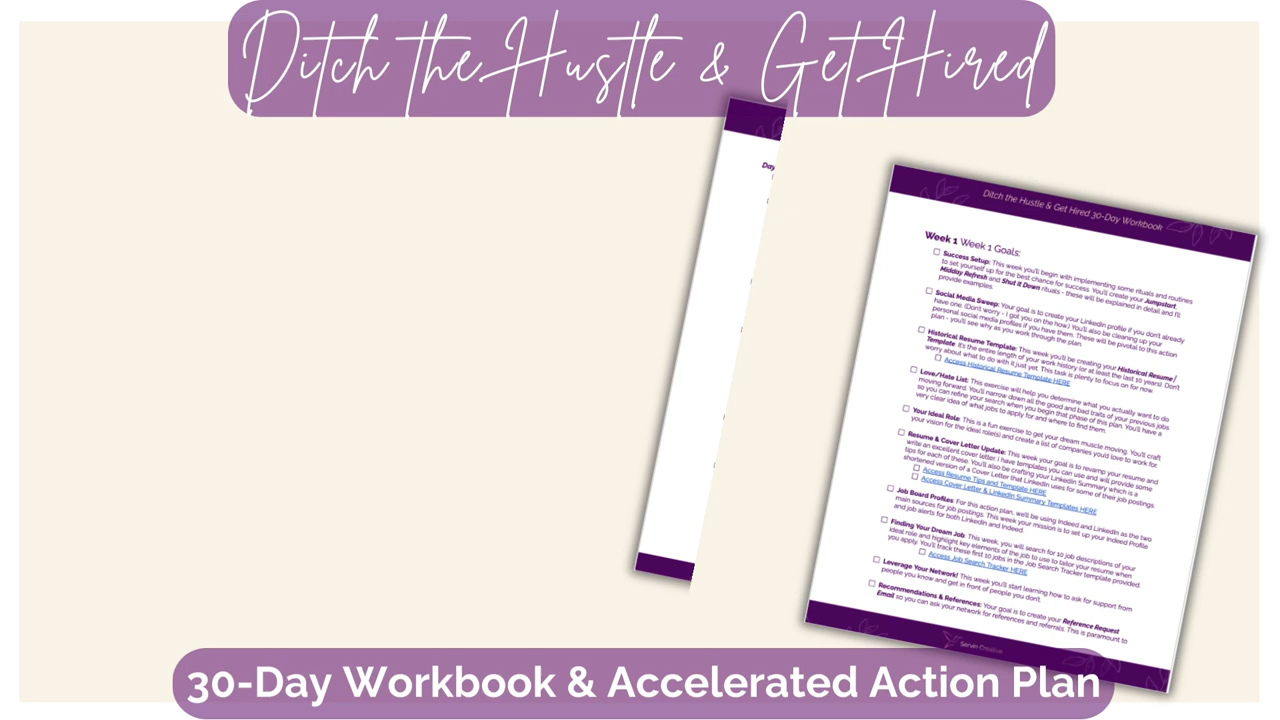 Ditch the Hustle & Get Hired
Day
Ditch the Hustle & Get Hired 30-Day Workbook
Week 1 Week 1 Goals:
Success Setup: This week you'll begin with implementing some rituals and routines
to set yourself up for the best chance for success. You'll create your Jumpstart,
Midday Refresh and Shut it Down rituals - these will be explained in detail and I'll
provide examples.
Social Media Sweep: Your goal is to create your LinkedIn profile if you don't already
have one. (Don't worry - I got you on the how.) You'll also be cleaning up your
personal social media profiles if you have them. These will be pivotal to this action
plan - you'll see why as you work through the plan.
Historical Resume Template: This week you'll be creating your Historical Resume/
Template. It's the entire length of your work history (or at least the last 10 years). Don't
worry about what to do with it just yet. This task is plenty to focus on for now.
Access Historical Resume Template HERE
Love/Hate List: This exercise will help you determine what you actually want to do
moving forward. You'll narrow down all the good and bad traits of your previous jobs
so you can refine your search when you begin that phase of this plan. You'll have a
very clear idea of what jobs to apply for and where to find them.
Your Ideal Role: This is a fun exercise to get your dream muscle moving. You'll craft
your vision for the ideal role(s) and create a list of companies you'd love to work for.
Resume & Cover Letter Update: This week your goal is to revamp your resume and
write an excellent cover letter. I have templates you can use and will provide some
tips for each of these. You'll also be crafting your LinkedIn Summary which is a
shortened version of a Cover Letter that LinkedIn uses for some of their job postings.
Access Resume Tips and Template HERE
Access Cover Letter & LinkedIn Summary Templates HERE
Job Board Profiles: For this action plan, we'll be using Indeed and LinkedIn as the two
main sources for job postings. This week your mission is to set up your Indeed Profile
and job alerts for both LinkedIn and Indeed.
Finding Your Dream Job: This week, you will search for 10 job descriptions of your
ideal role and highlight key elements of the job to use to tailor your resume when
you apply. You'll track these first 10 jobs in the Job Search Tracker template provided.
Access Job Search Tracker HERE
Leverage Your Network! This week you'll start learning how to ask for support from
people you know and get in front of people you don't.
Recommendations & References: Your goal is to create your Reference Request
Email so you can ask your network for references and referrals. This is paramount to
Servin Creative
30-Day Workbook & Accelerated Action Plan